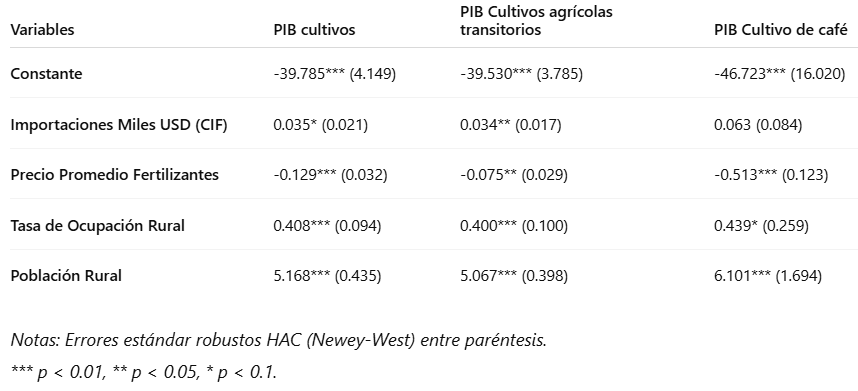 Variables PIB cultivos PIB Cultivos agrícolas transitorios PIB Cultivo de café
Constante -39.785*** (4.149) -39.530*** (3.785) -46.723*** (16.020)
Importaciones Miles USD (CIF) 0.035* (0.021) 0.034** (0.017) 0.063 (0.084)
Precio Promedio Fertilizantes -0.129*** (0.032) -0.075** (0.029) -0.513*** (0.123)
Tasa de Ocupación Rural 0.408*** (0.094) 0.400*** (0.100) 0.439* (0.259)
Población Rural 5.168*** (0.435) 5.067*** (0.398) 6.101*** (1.694)
Notas: Errores estándar robustos HAC (Newey-West) entre paréntesis.
*** p < 0.01, ** p < 0.05, * p < 0.1.